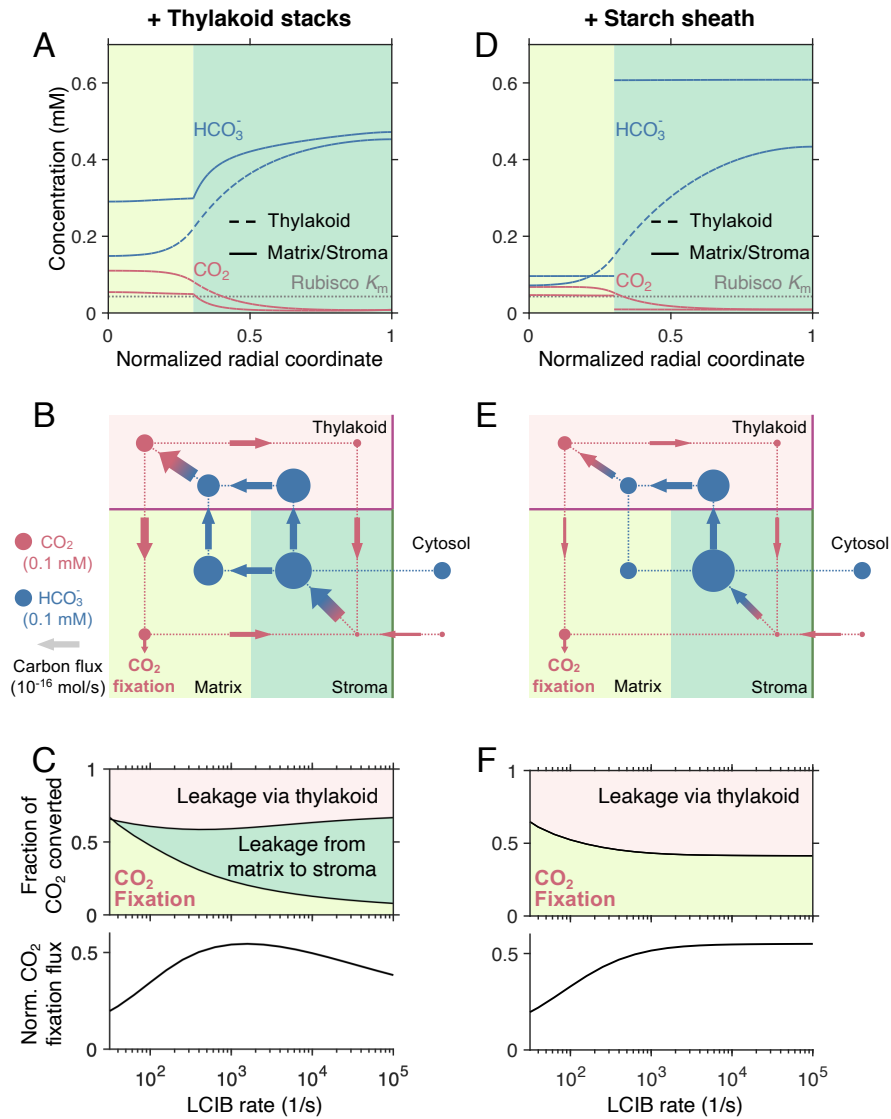 + Thylakoid stacks
+ Starch sheath
A
Concentration (mM)
0.6
0.4
0.2
0
HCO3-
Thylakoid
Matrix/Stroma
CO2
Rubisco Km
0
0.5
1
Normalized radial coordinate
D
0.6
0.4
0.2
0
HCO3-
Thylakoid
Matrix/Stroma
CO2
Rubisco Km
0
0.5
1
Normalized radial coordinate
B
Thylakoid
CO2
(0.1 mM)
HCO3-
(0.1 mM)
Carbon flux
(10-16 mol/s)
Cytosol
CO2
fixation
Matrix
Stroma
E
Thylakoid
Cytosol
CO2
fixation
Matrix
Stroma
C
Fraction of
CO2 converted
1
0.5
0
Leakage via thylakoid
Leakage from
matrix to stroma
CO2
Fixation
Norm. CO2
fixation flux
0.5
0
10^2
10^3
10^4
10^5
LCIB rate (1/s)
F
1
0.5
0
Leakage via thylakoid
CO2
Fixation
0.5
0
10^2
10^3
10^4
10^5
LCIB rate (1/s)